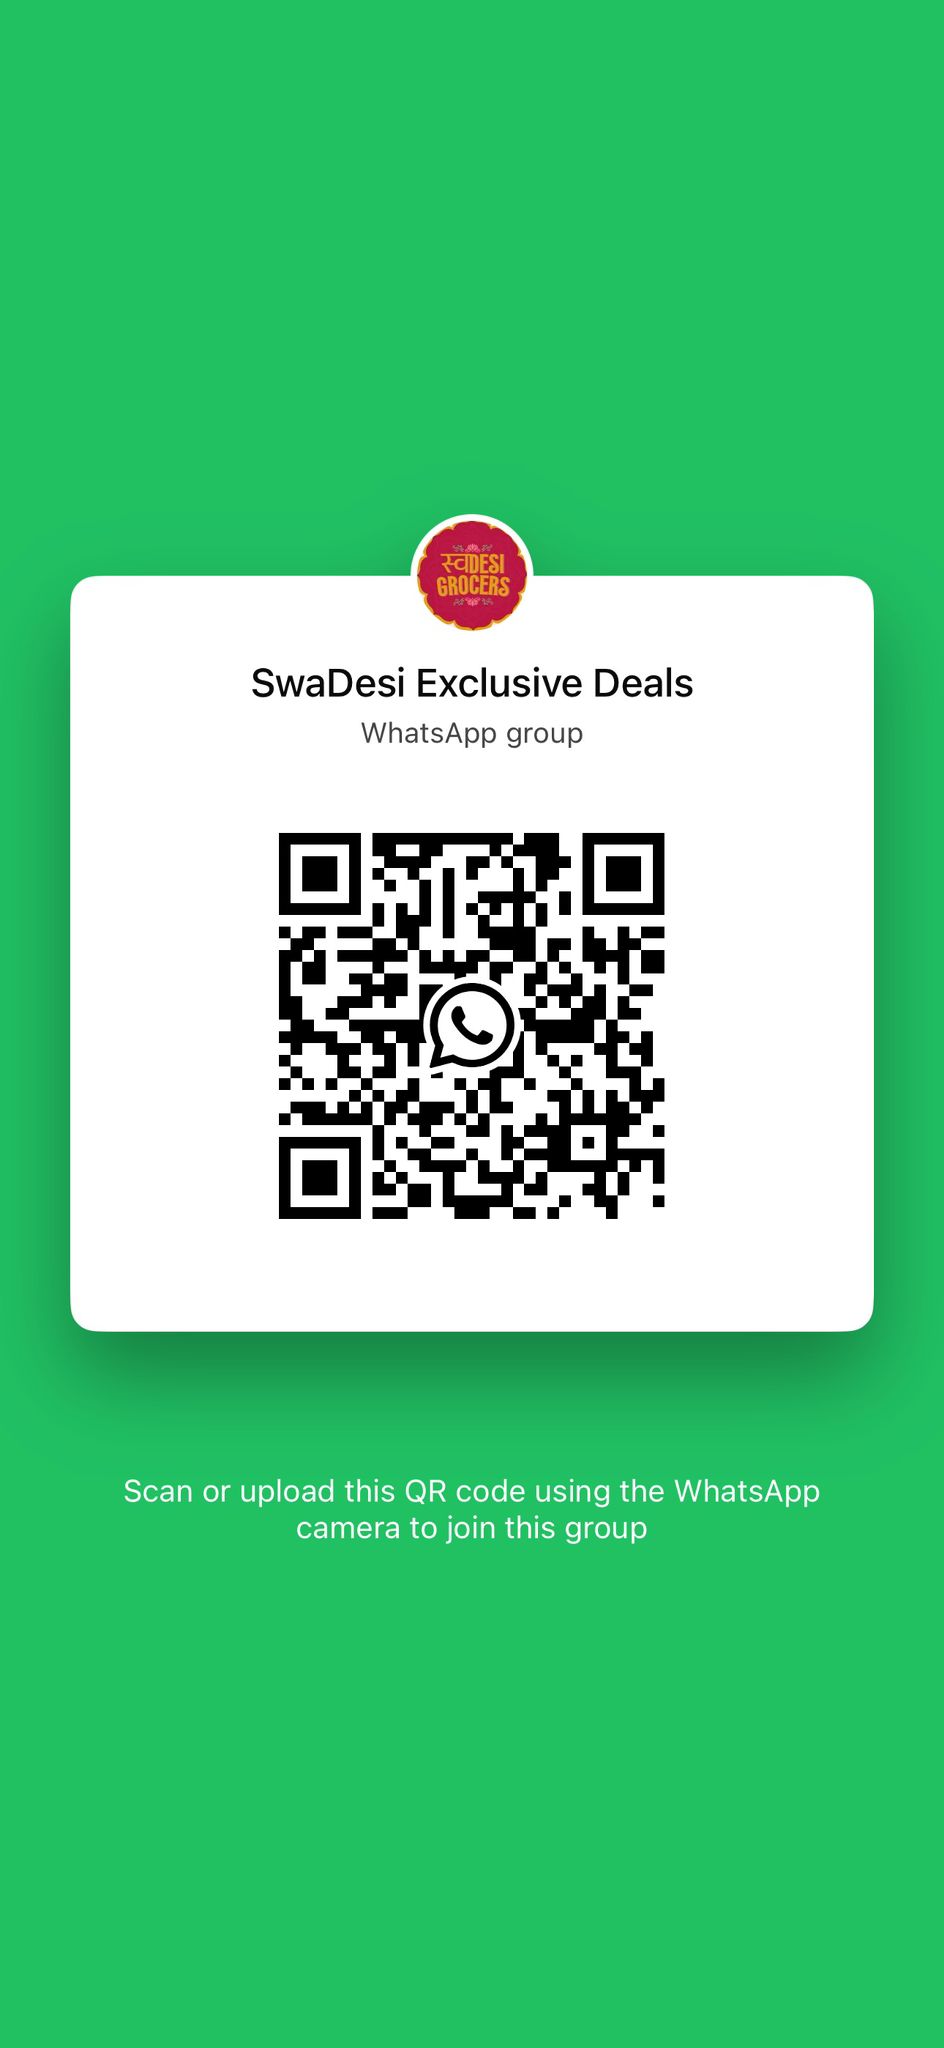 स्वDESI
GROCERS
SwaDesi Exclusive Deals
WhatsApp group
Scan or upload this QR code using the WhatsApp
camera to join this group